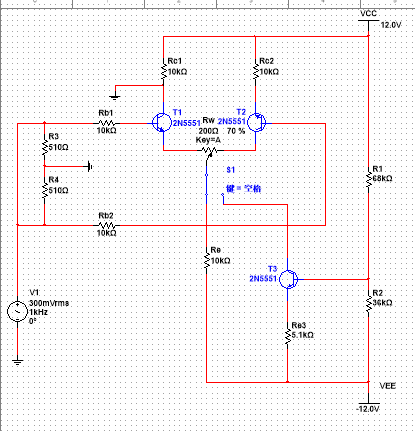 VCC
12.0V
Rc1
10kΩ
Rc2
10kΩ
Rb1
10kΩ
T1
2N5551
Rw
200Ω
Key=A
T2
2N5551
70 %
R3
510Ω
R4
510Ω
S1
键 = 空格
R1
68kΩ
Rb2
10kΩ
Re
10kΩ
T3
2N5551
R2
36kΩ
V1
300mVrms
1kHz
0°
Re3
5.1kΩ
VEE
-12.0V